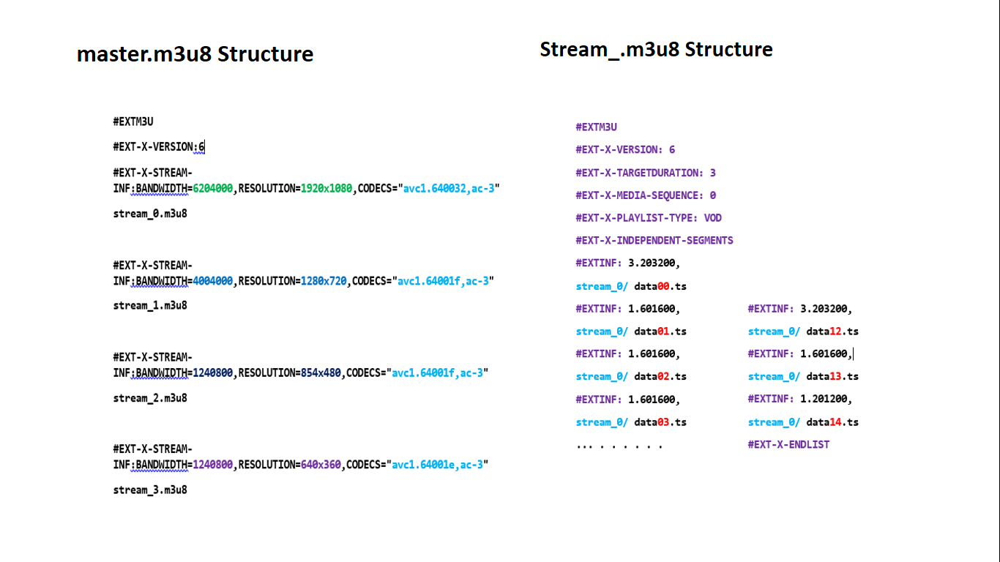 master.m3u8 Structure
#EXTM3U
#EXT-X-VERSION:6
#EXT-X-STREAM-
INF:BANDWIDTH=6204000,RESOLUTION=1920x1080,CODECS="avc1.640032,ac-3"
stream_0.m3u8
#EXT-X-STREAM-
INF:BANDWIDTH=4004000,RESOLUTION=1280x720,CODECS="avc1.64001f,ac-3"
stream_1.m3u8
#EXT-X-STREAM-
INF:BANDWIDTH=1240800,RESOLUTION=854x480,CODECS="avc1.64001f,ac-3"
stream_2.m3u8
#EXT-X-STREAM-
INF:BANDWIDTH=1240800,RESOLUTION=640x360,CODECS="avc1.64001e,ac-3"
stream_3.m3u8
Stream_.m3u8 Structure
#EXTM3U
#EXT-X-VERSION: 6
#EXT-X-TARGETDURATION: 3
#EXT-X-MEDIA-SEQUENCE: 0
#EXT-X-PLAYLIST-TYPE: VOD
#EXT-X-INDEPENDENT-SEGMENTS
#EXTINF: 3.203200,
stream_0/ data00.ts
#EXTINF: 1.601600,
stream_0/ data01.ts
#EXTINF: 1.601600,
stream_0/ data02.ts
#EXTINF: 1.601600,
stream_0/ data03.ts
... . . . . . .
#EXTINF: 3.203200,
stream_0/ data12.ts
#EXTINF: 1.601600,
stream_0/ data13.ts
#EXTINF: 1.201200,
stream_0/ data14.ts
#EXT-X-ENDLIST